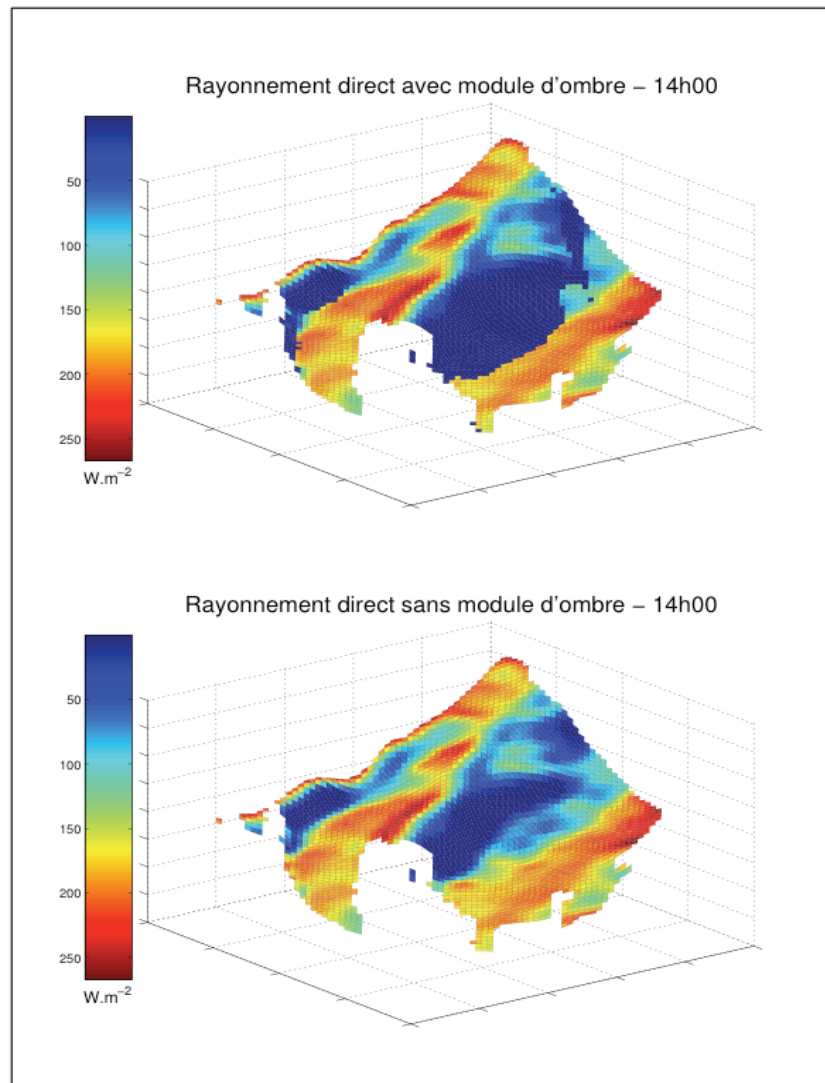 Rayonnement direct avec module d'ombre – 14h00
50
100
150
200
250
W.m−2
Rayonnement direct sans module d'ombre – 14h00
50
100
150
200
250
W.m−2